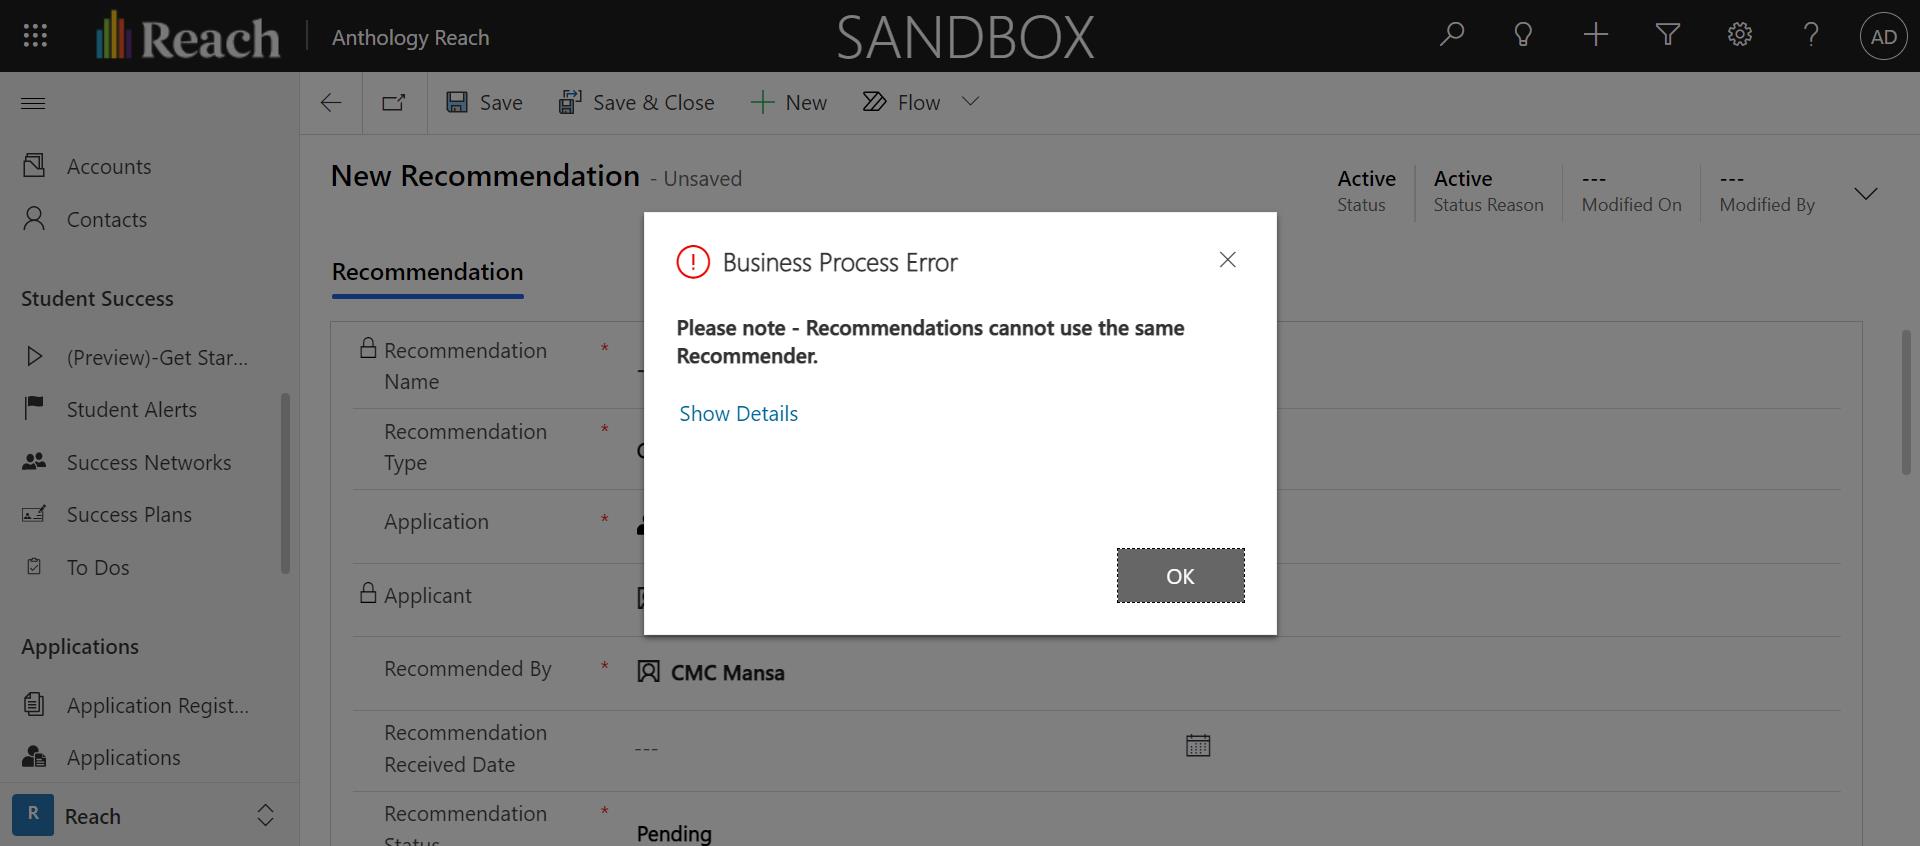 Reach
Anthology Reach
SANDBOX
AD
Save
Save & Close
New
Flow
Accounts
Contacts
Student Success
(Preview)-Get Star...
Student Alerts
Success Networks
Success Plans
To Dos
Applications
Application Regist...
Applications
R
Reach
New Recommendation - Unsaved
Active
Status
Active
Status Reason
---
Modified On
---
Modified By
Recommendation
Recommendation *
Name
Recommendation *
Type
Application *
Applicant
Recommended By *
CMC Mansa
Recommendation
Received Date
---
Recommendation *
Status
Pending
Business Process Error
Please note - Recommendations cannot use the same
Recommender.
Show Details
OK